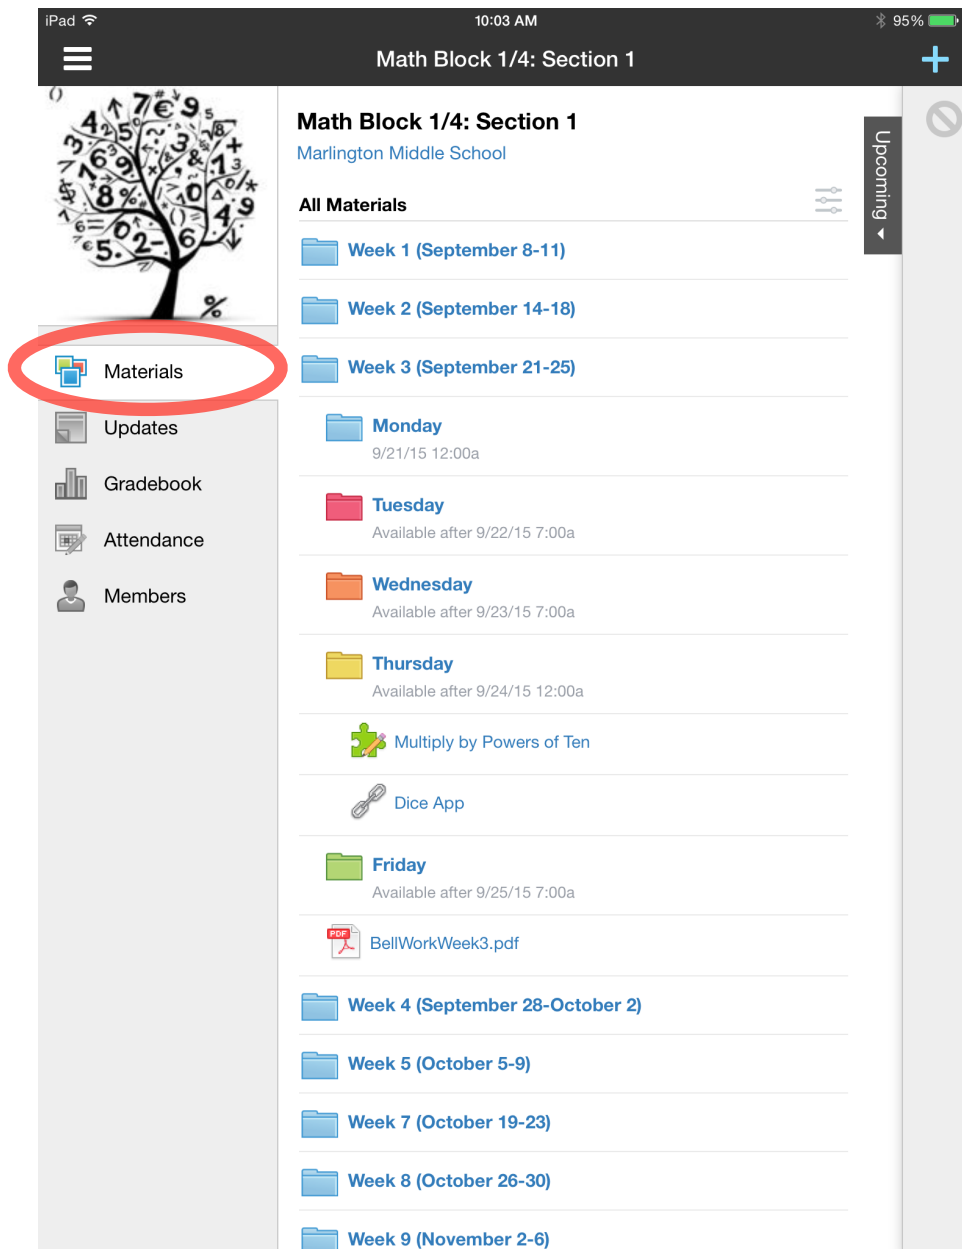 iPad 10:03 AM 95%
Math Block 1/4: Section 1
Math Block 1/4: Section 1
Marlington Middle School
Upcoming
All Materials
Week 1 (September 8-11)
Week 2 (September 14-18)
Week 3 (September 21-25)
Materials
Updates
Gradebook
Attendance
Members
Monday
9/21/15 12:00a
Tuesday
Available after 9/22/15 7:00a
Wednesday
Available after 9/23/15 7:00a
Thursday
Available after 9/24/15 12:00a
Multiply by Powers of Ten
Dice App
Friday
Available after 9/25/15 7:00a
PDF
BellWorkWeek3.pdf
Week 4 (September 28-October 2)
Week 5 (October 5-9)
Week 7 (October 19-23)
Week 8 (October 26-30)
Week 9 (November 2-6)